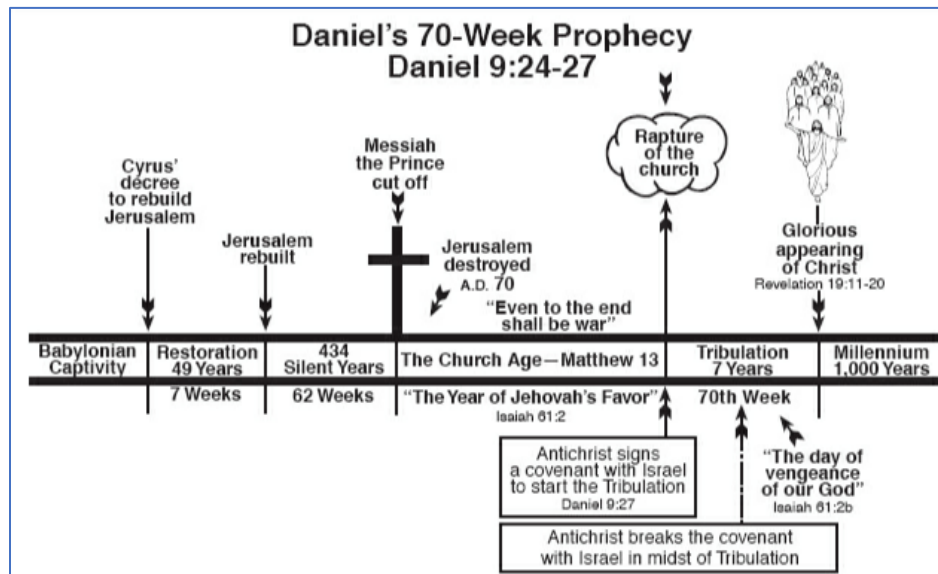 Daniel's 70-Week Prophecy
Daniel 9:24-27
Cyrus'
decree
to rebuild
Jerusalem
Jerusalem
rebuilt
Messiah
the Prince
cut off
Jerusalem
destroyed
A.D. 70
"Even to the end
shall be war"
Rapture
of the
church
Glorious
appearing
of Christ
Revelation 19:11-20
Babylonian
Captivity
Restoration
49 Years
434
Silent Years
The Church Age—Matthew 13
Tribulation
7 Years
Millennium
1,000 Years
7 Weeks
62 Weeks
"The Year of Jehovah's Favor"
Isaiah 61:2
70th Week
Antichrist signs
a covenant with Israel
to start the Tribulation
Daniel 9:27
"The day of
vengeance
of our God"
Isaiah 61:2b
Antichrist breaks the covenant
with Israel in midst of Tribulation